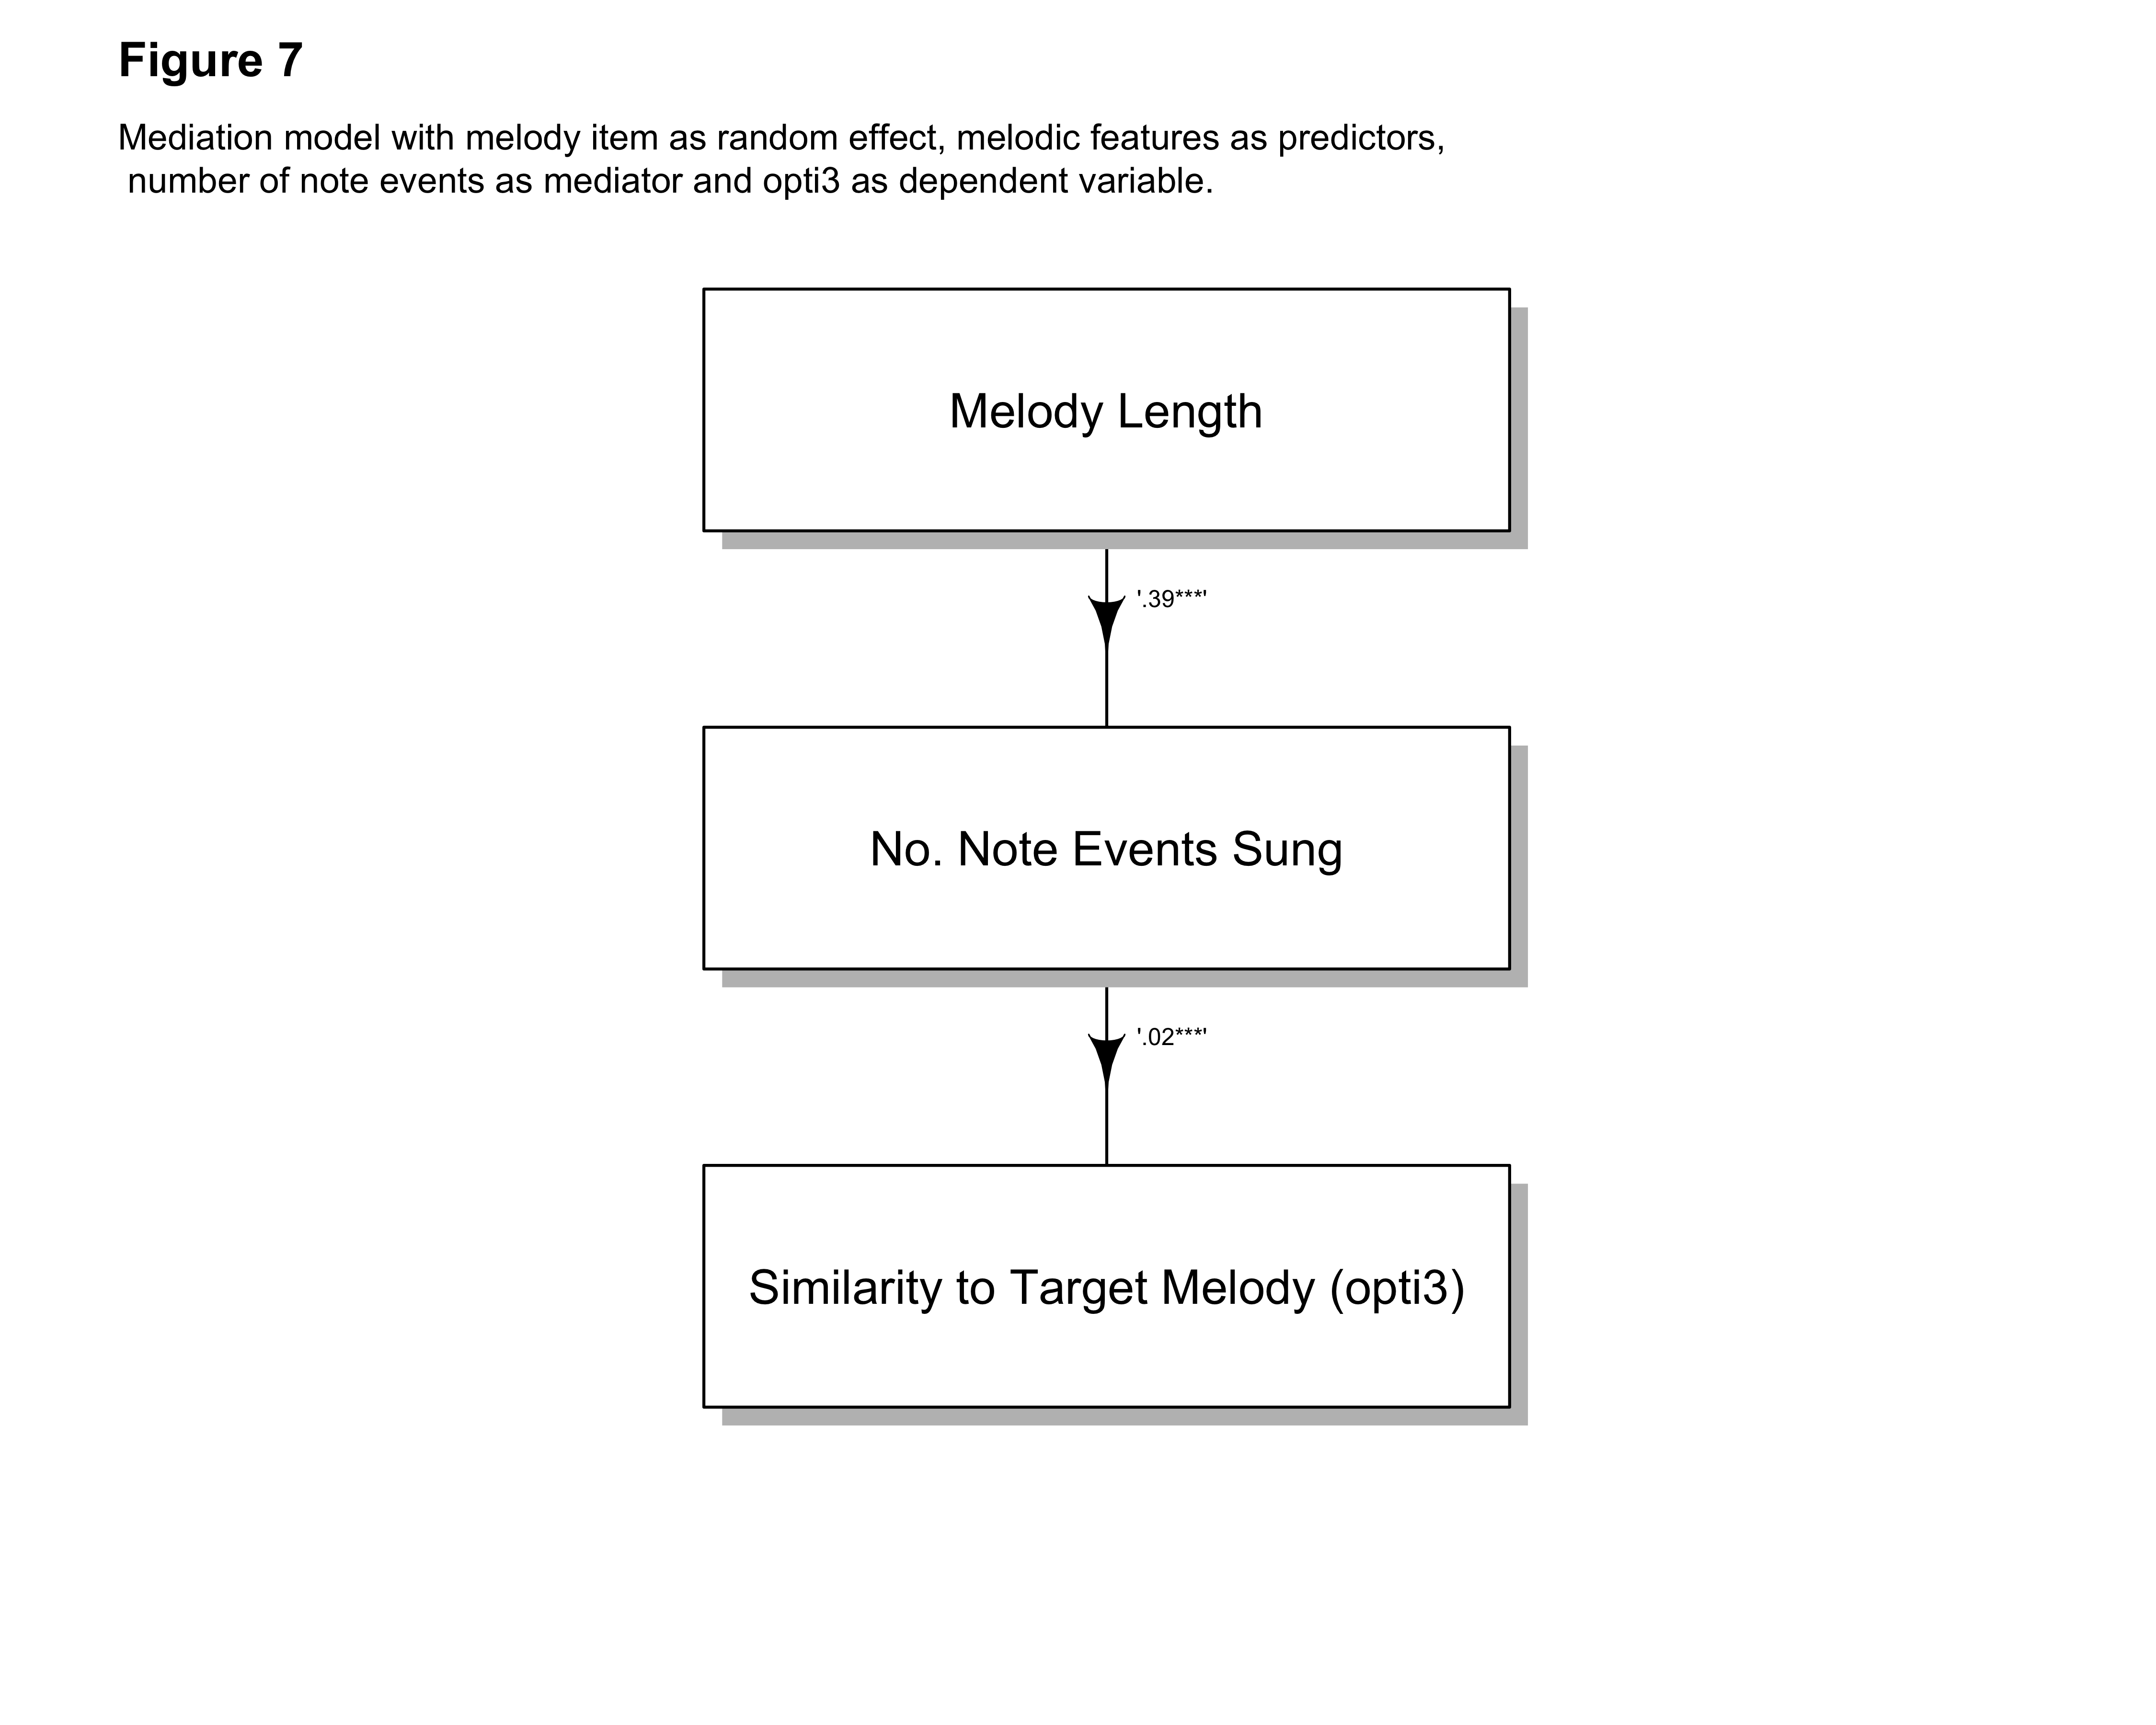 Figure 7
Mediation model with melody item as random effect, melodic features as predictors,
number of note events as mediator and opti3 as dependent variable.
Melody Length
'.39***'
No. Note Events Sung
'.02***'
Similarity to Target Melody (opti3)